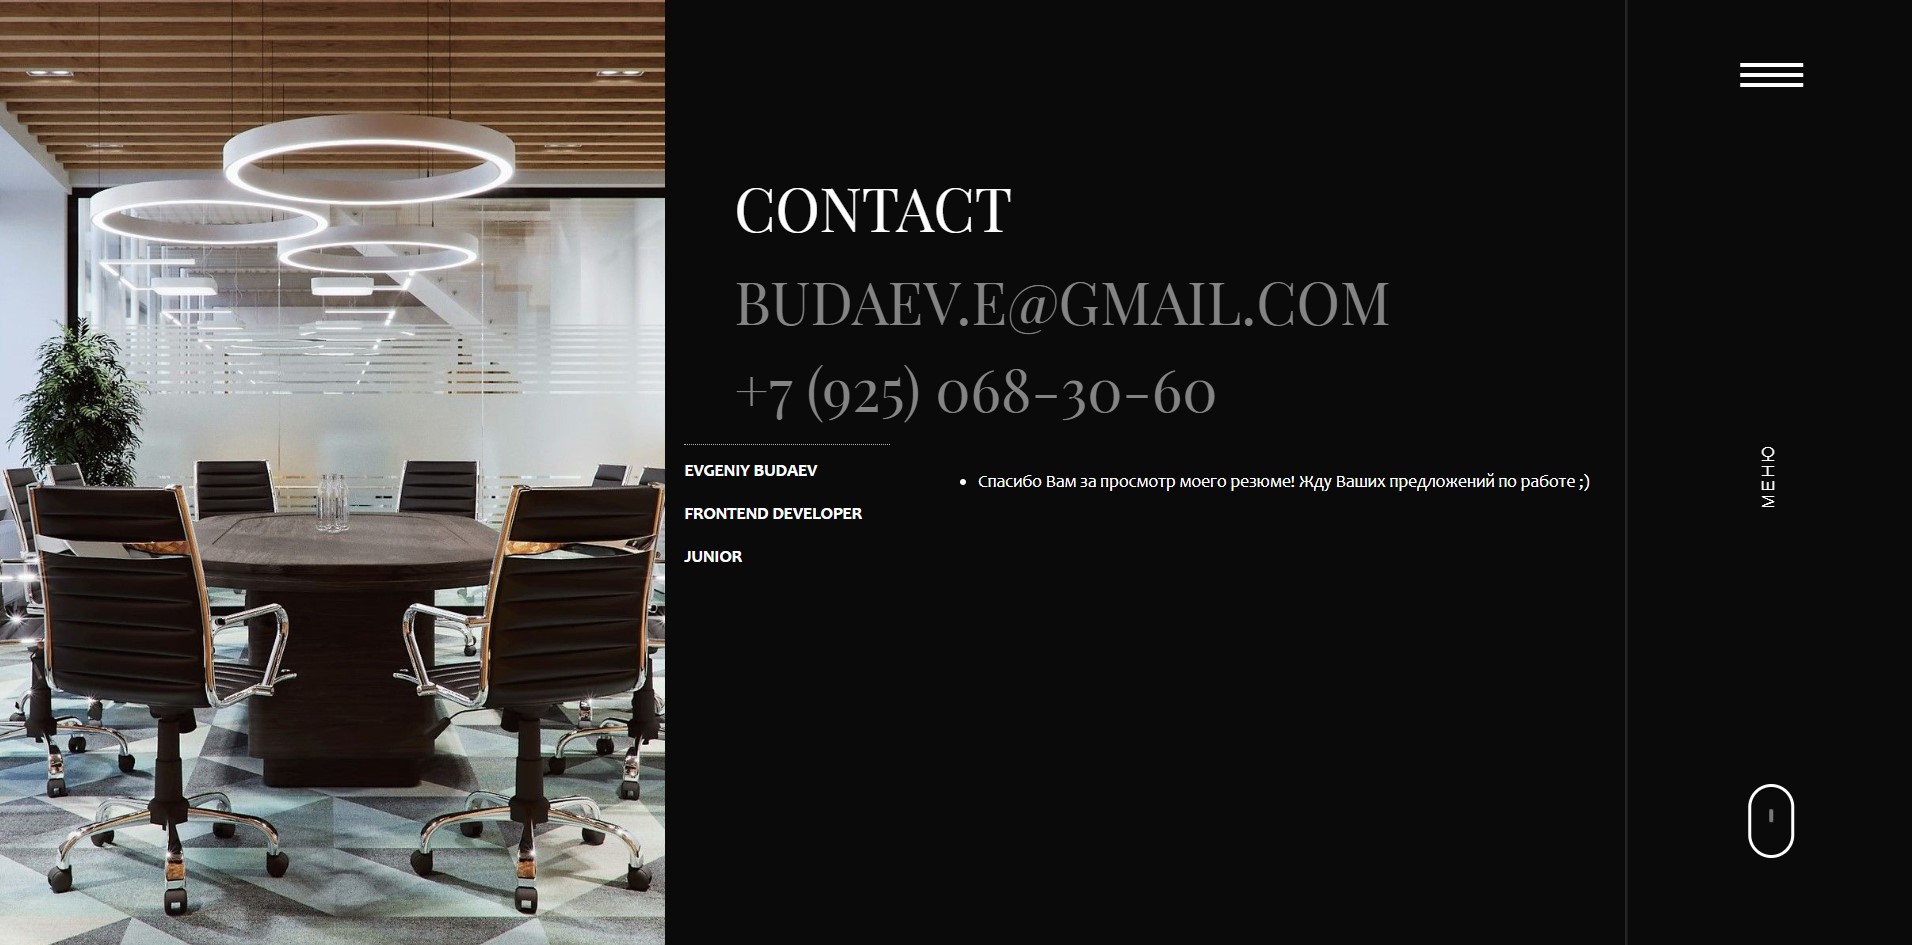 CONTACT
BUDAEV.E@GMAIL.COM
+7 (925) 068-30-60
EVGENIY BUDAEV
FRONTEND DEVELOPER
JUNIOR
• Спасибо Вам за просмотр моего резюме! Жду Ваших предложений по работе ;)
МЕНЮ